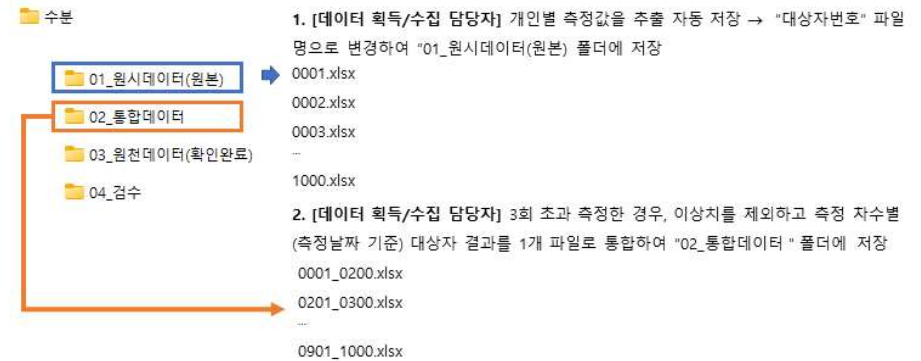 수분
01_원시데이터(원본)
02_통합데이터
03_원천데이터(확인완료)
04_검수
1. [데이터 획득/수집 담당자] 개인별 측정값을 추출 자동 저장 → "대상자번호" 파일
명으로 변경하여 "01_원시데이터(원본) 폴더에 저장
0001.xlsx
0002.xlsx
0003.xlsx
...
1000.xlsx
2. [데이터 획득/수집 담당자] 3회 초과 측정한 경우, 이상치를 제외하고 측정 차수별
(측정날짜 기준) 대상자 결과를 1개 파일로 통합하여 "02_통합데이터 " 폴더에 저장
0001_0200.xlsx
0201_0300.xlsx
...
0901_1000.xlsx